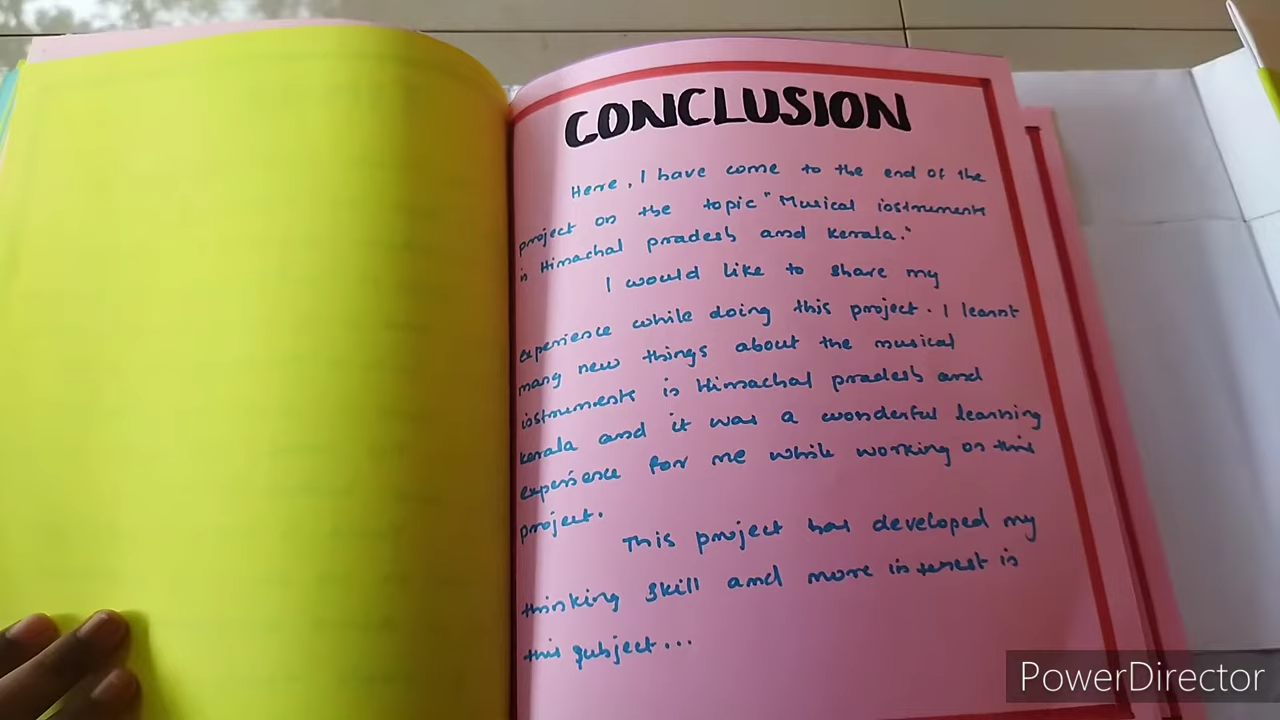 CONCLUSION
Here, I have come to the end of the
project on the topic "Musical instruments
in Himachal pradesh and Kerala."
I would like to share my
experience while doing this project. I learnt
many new things about the musical
instruments in Himachal pradesh and
Kerala and it was a wonderful learning
experience for me while working on this
project.
This project has developed my
thinking skill and more interest in
this subject...
PowerDirector